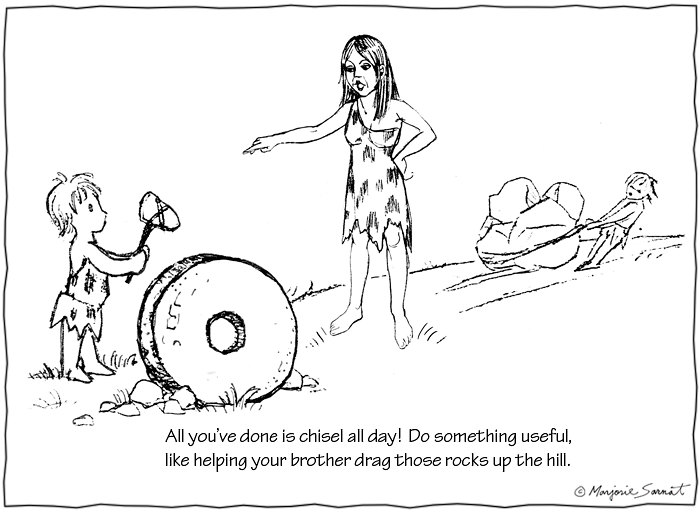 All you've done is chisel all day! Do something useful,
like helping your brother drag those rocks up the hill.
© Marjorie Sarnat